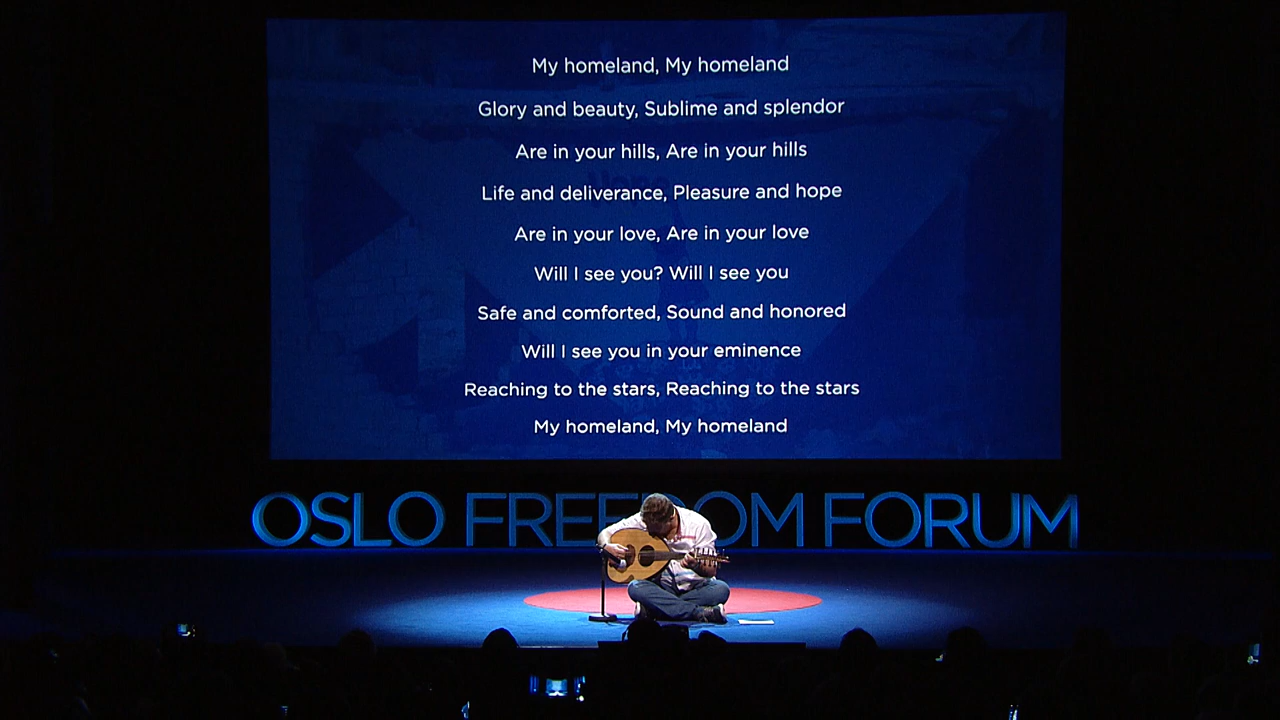 My homeland, My homeland
Glory and beauty, Sublime and splendor
Are in your hills, Are in your hills
Life and deliverance, Pleasure and hope
Are in your love, Are in your love
Will I see you? Will I see you
Safe and comforted, Sound and honored
Will I see you in your eminence
Reaching to the stars, Reaching to the stars
My homeland, My homeland
OSLO FREEDOM FORUM